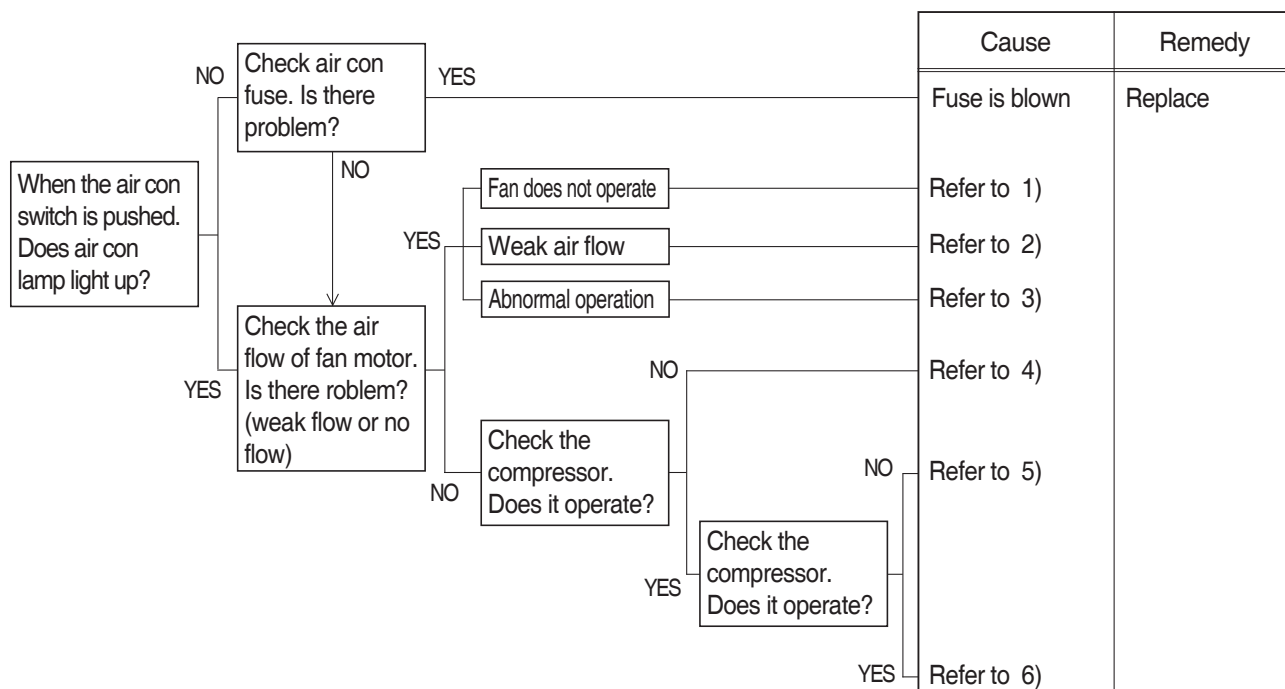 Cause
Remedy
NO
Check air con
fuse. Is there
problem?
YES
Fuse is blown
Replace
NO
When the air con
switch is pushed.
Does air con
lamp light up?
YES
Check the air
flow of fan motor.
Is there roblem?
(weak flow or no
flow)
YES
Fan does not operate
Refer to 1)
Weak air flow
Refer to 2)
Abnormal operation
Refer to 3)
NO
Check the
compressor.
Does it operate?
NO
Refer to 4)
YES
Check the
compressor.
Does it operate?
NO
Refer to 5)
YES
Refer to 6)